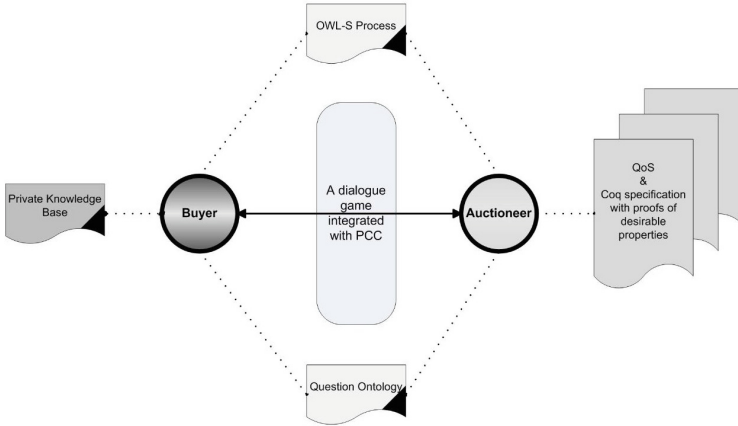 OWL-S Process
Private Knowledge
Base
Buyer
A dialogue
game
integrated
with PCC
Auctioneer
QoS
&
Coq specification
with proofs of
desirable
properties
Question Ontology